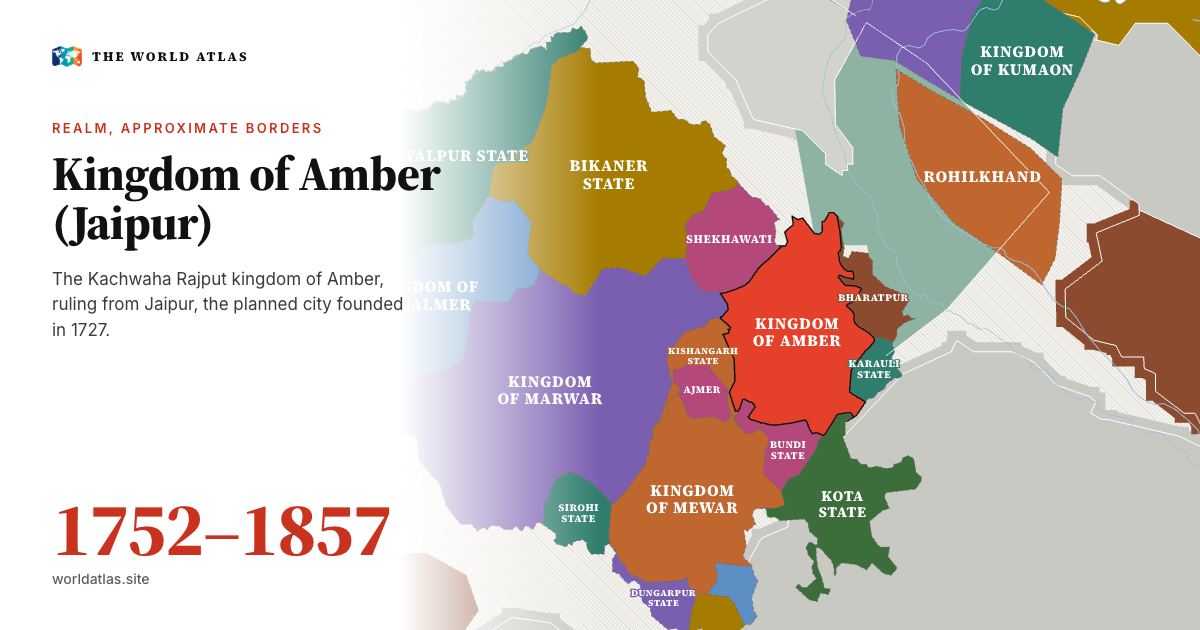 THE WORLD ATLAS
REALM, APPROXIMATE BORDERS
Kingdom of Amber
(Jaipur)
The Kachwaha Rajput kingdom of Amber,
ruling from Jaipur, the planned city founded
in 1727.
1752–1857
worldatlas.site
KINGDOM
OF KUMAON
STATE
BIKANER
STATE
ROHILKHAND
SHEKHAWATI
OF
BHARATPUR
KINGDOM
OF AMBER
KISHANGARH
STATE
KARAULI
STATE
AJMER
KINGDOM
OF MARWAR
BUNDI
STATE
KINGDOM
OF MEWAR
KOTA
STATE
SIROHI
STATE
DUNGARPUR
STATE